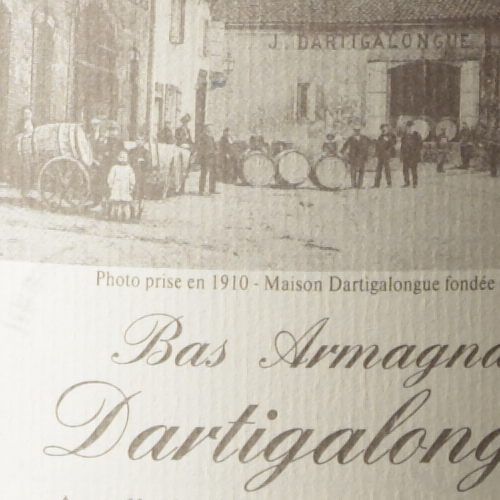 J. DARTIGALONGUE
Photo prise en 1910 - Maison Dartigalongue fondée
Bas Armagna
Dartigalong